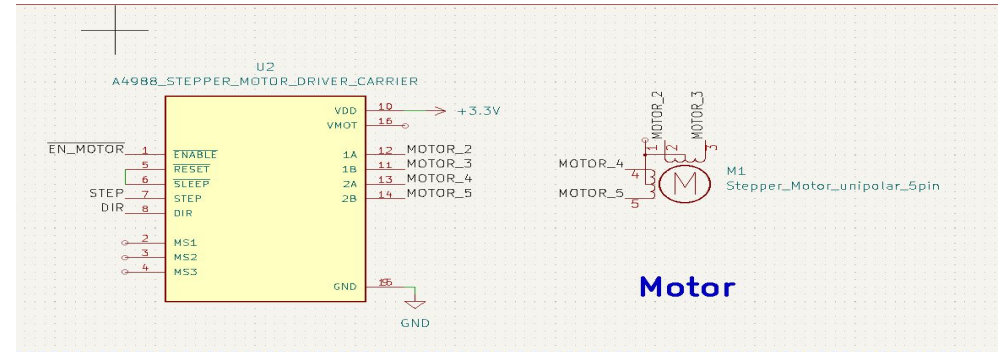 U2
A4988_STEPPER_MOTOR_DRIVER_CARRIER
VDD 10 +3.3V
VMOT 16
EN_MOTOR 1 ENABLE
5 RESET
6 SLEEP
STEP 7 STEP
DIR 8 DIR
1A 12 MOTOR_2
1B 11 MOTOR_3
2A 13 MOTOR_4
2B 14 MOTOR_5
2 MS1
3 MS2
4 MS3
GND
GND
MOTOR_2
MOTOR_3
1 2 3
MOTOR_4 4
MOTOR_5 5
M
M1
Stepper_Motor_unipolar_5pin
Motor